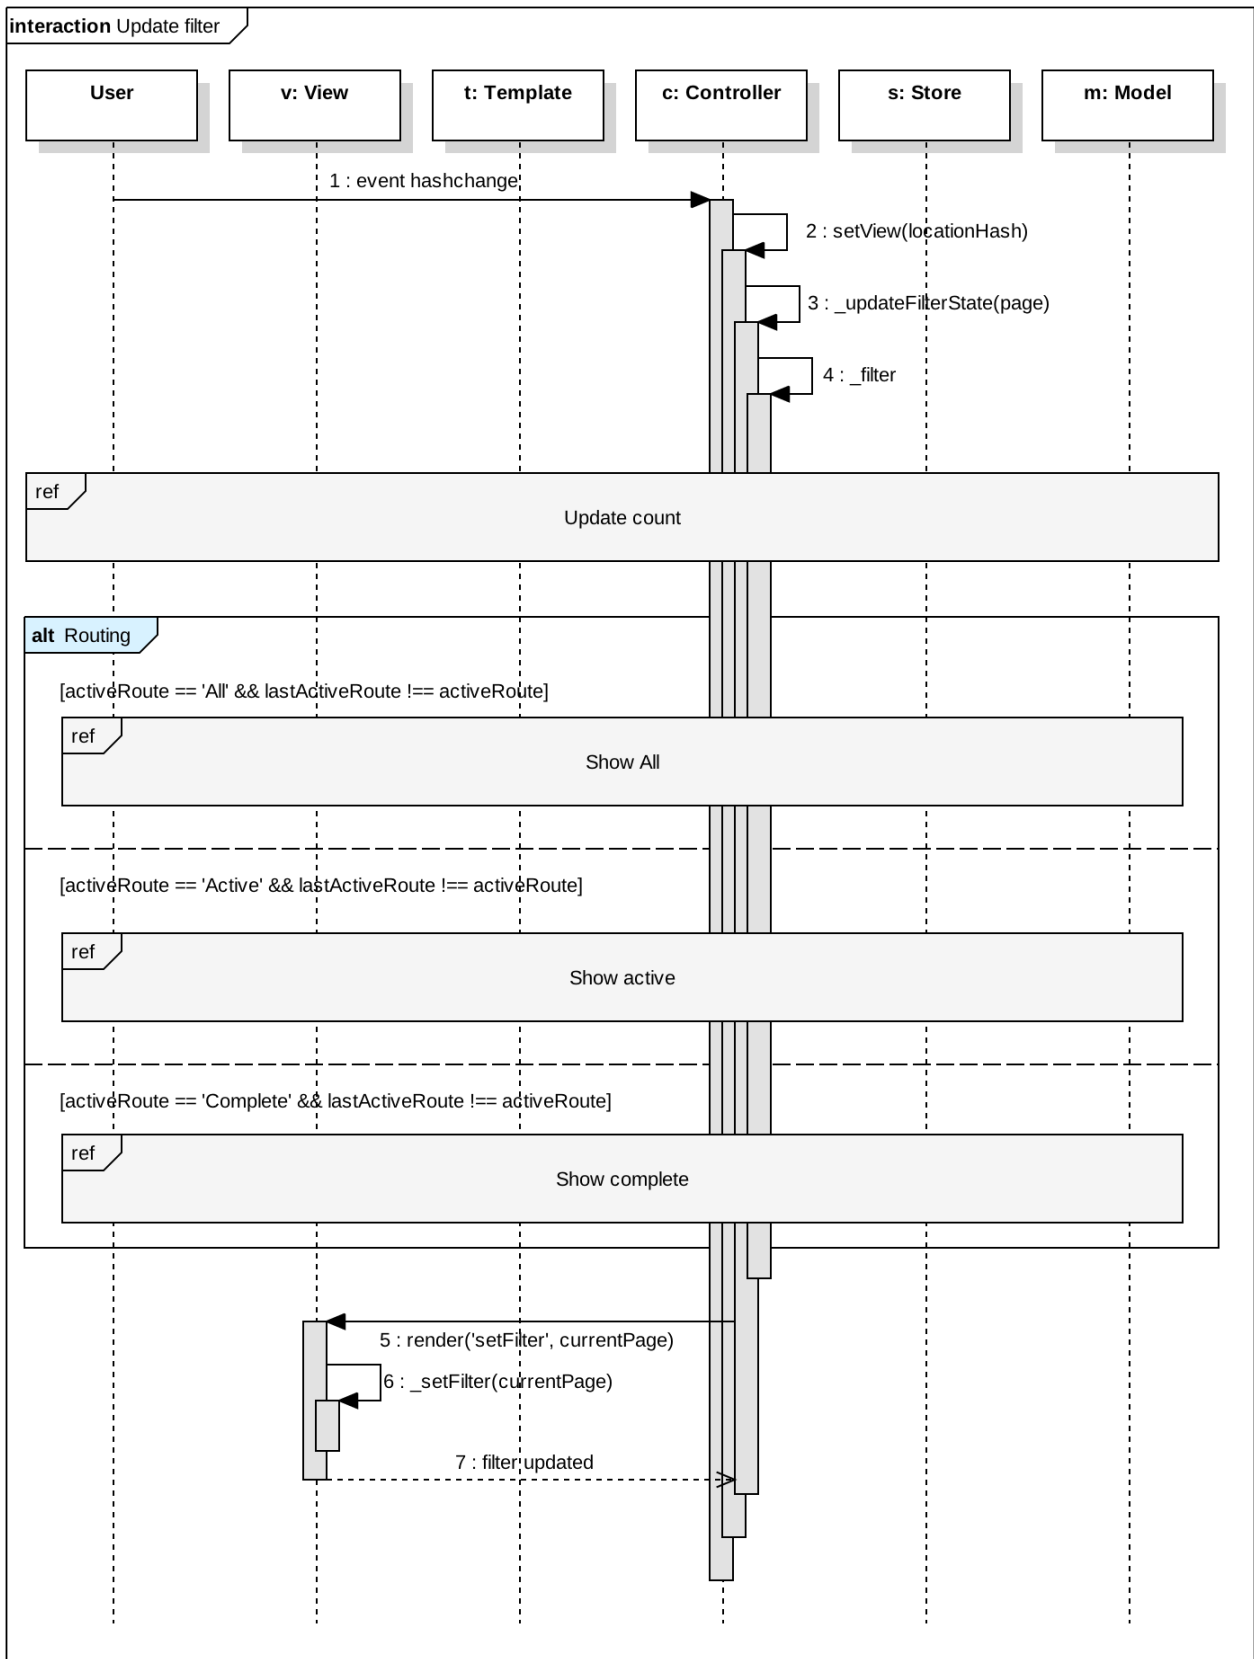 interaction Update filter
User
v: View
t: Template
c: Controller
s: Store
m: Model
1 : event hashchange
2 : setView(locationHash)
3 : _updateFilterState(page)
4 : _filter
ref
Update count
alt Routing
[activeRoute == 'All' && lastActiveRoute !== activeRoute]
ref
Show All
[activeRoute == 'Active' && lastActiveRoute !== activeRoute]
ref
Show active
[activeRoute == 'Complete' && lastActiveRoute !== activeRoute]
ref
Show complete
5 : render('setFilter', currentPage)
6 : _setFilter(currentPage)
7 : filter updated